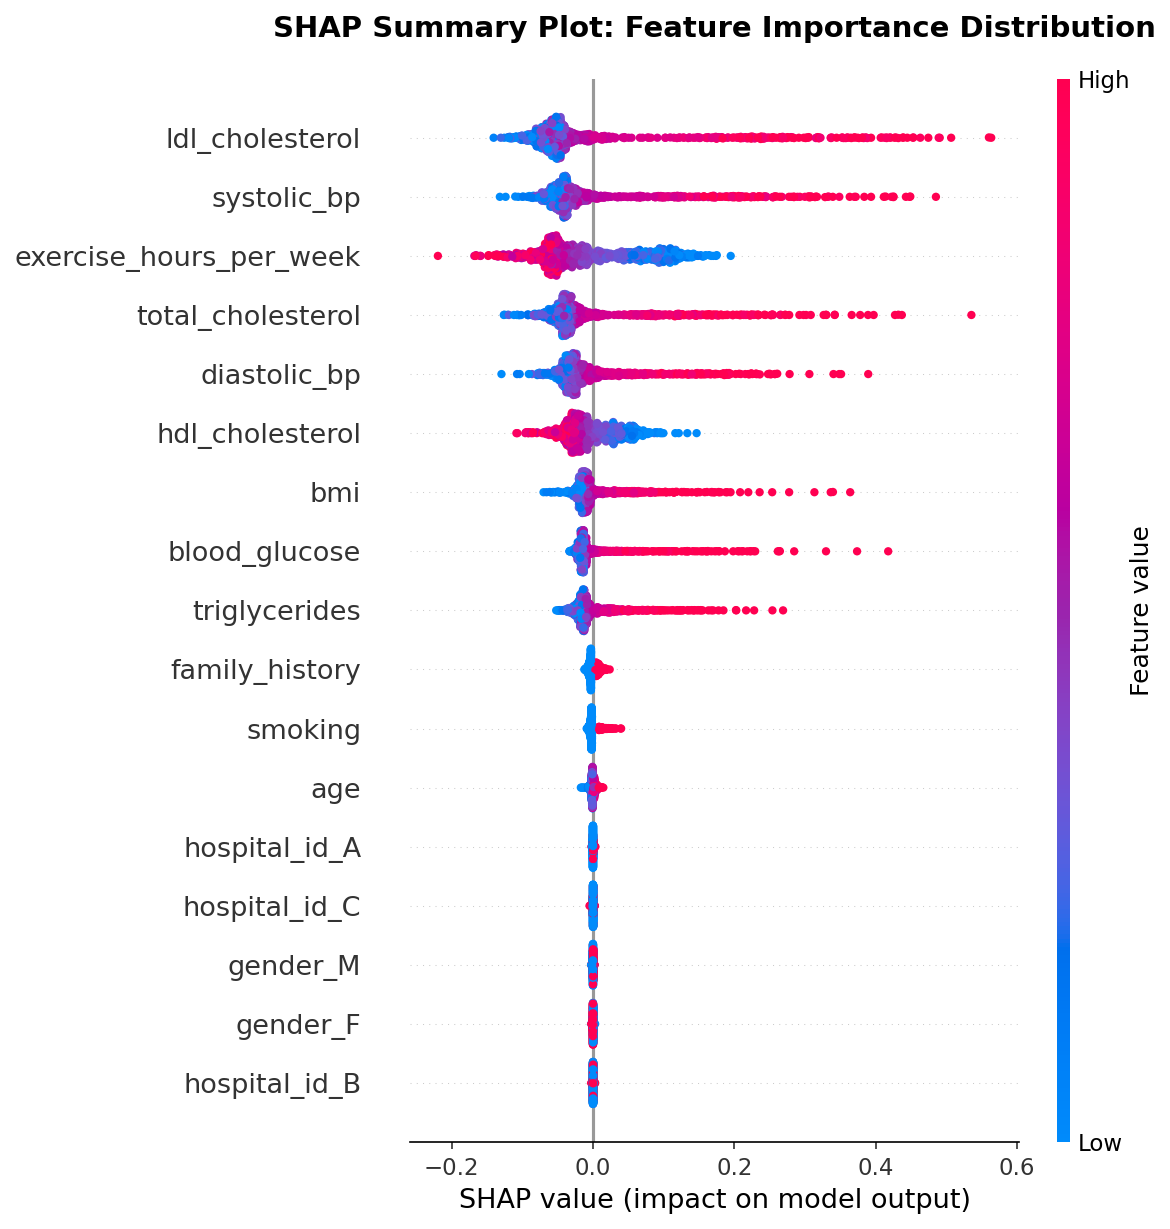 SHAP Summary Plot: Feature Importance Distribution
High
ldl_cholesterol
systolic_bp
exercise_hours_per_week
total_cholesterol
diastolic_bp
hdl_cholesterol
bmi
blood_glucose
triglycerides
family_history
smoking
age
hospital_id_A
hospital_id_C
gender_M
gender_F
hospital_id_B
Feature value
Low
−0.2 0.0 0.2 0.4 0.6
SHAP value (impact on model output)